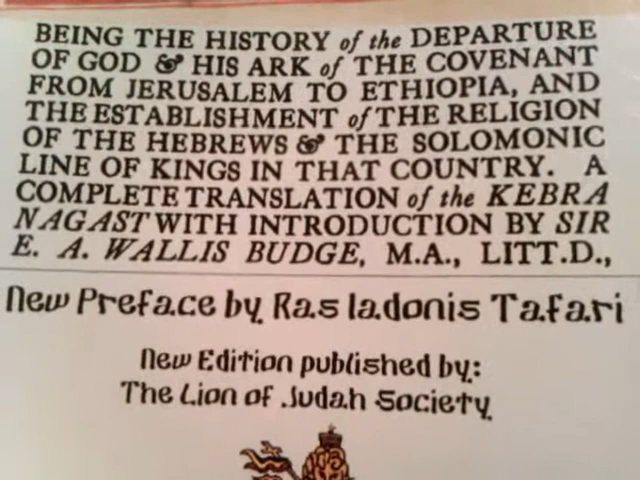 BEING THE HISTORY of the DEPARTURE
OF GOD & HIS ARK of THE COVENANT
FROM JERUSALEM TO ETHIOPIA, AND
THE ESTABLISHMENT of THE RELIGION
OF THE HEBREWS & THE SOLOMONIC
LINE OF KINGS IN THAT COUNTRY. A
COMPLETE TRANSLATION of the KEBRA
NAGAST WITH INTRODUCTION BY SIR
E. A. WALLIS BUDGE, M.A., LITT.D.,
New Preface by Ras Iadonis Tafari
New Edition published by:
The Lion of Judah Society